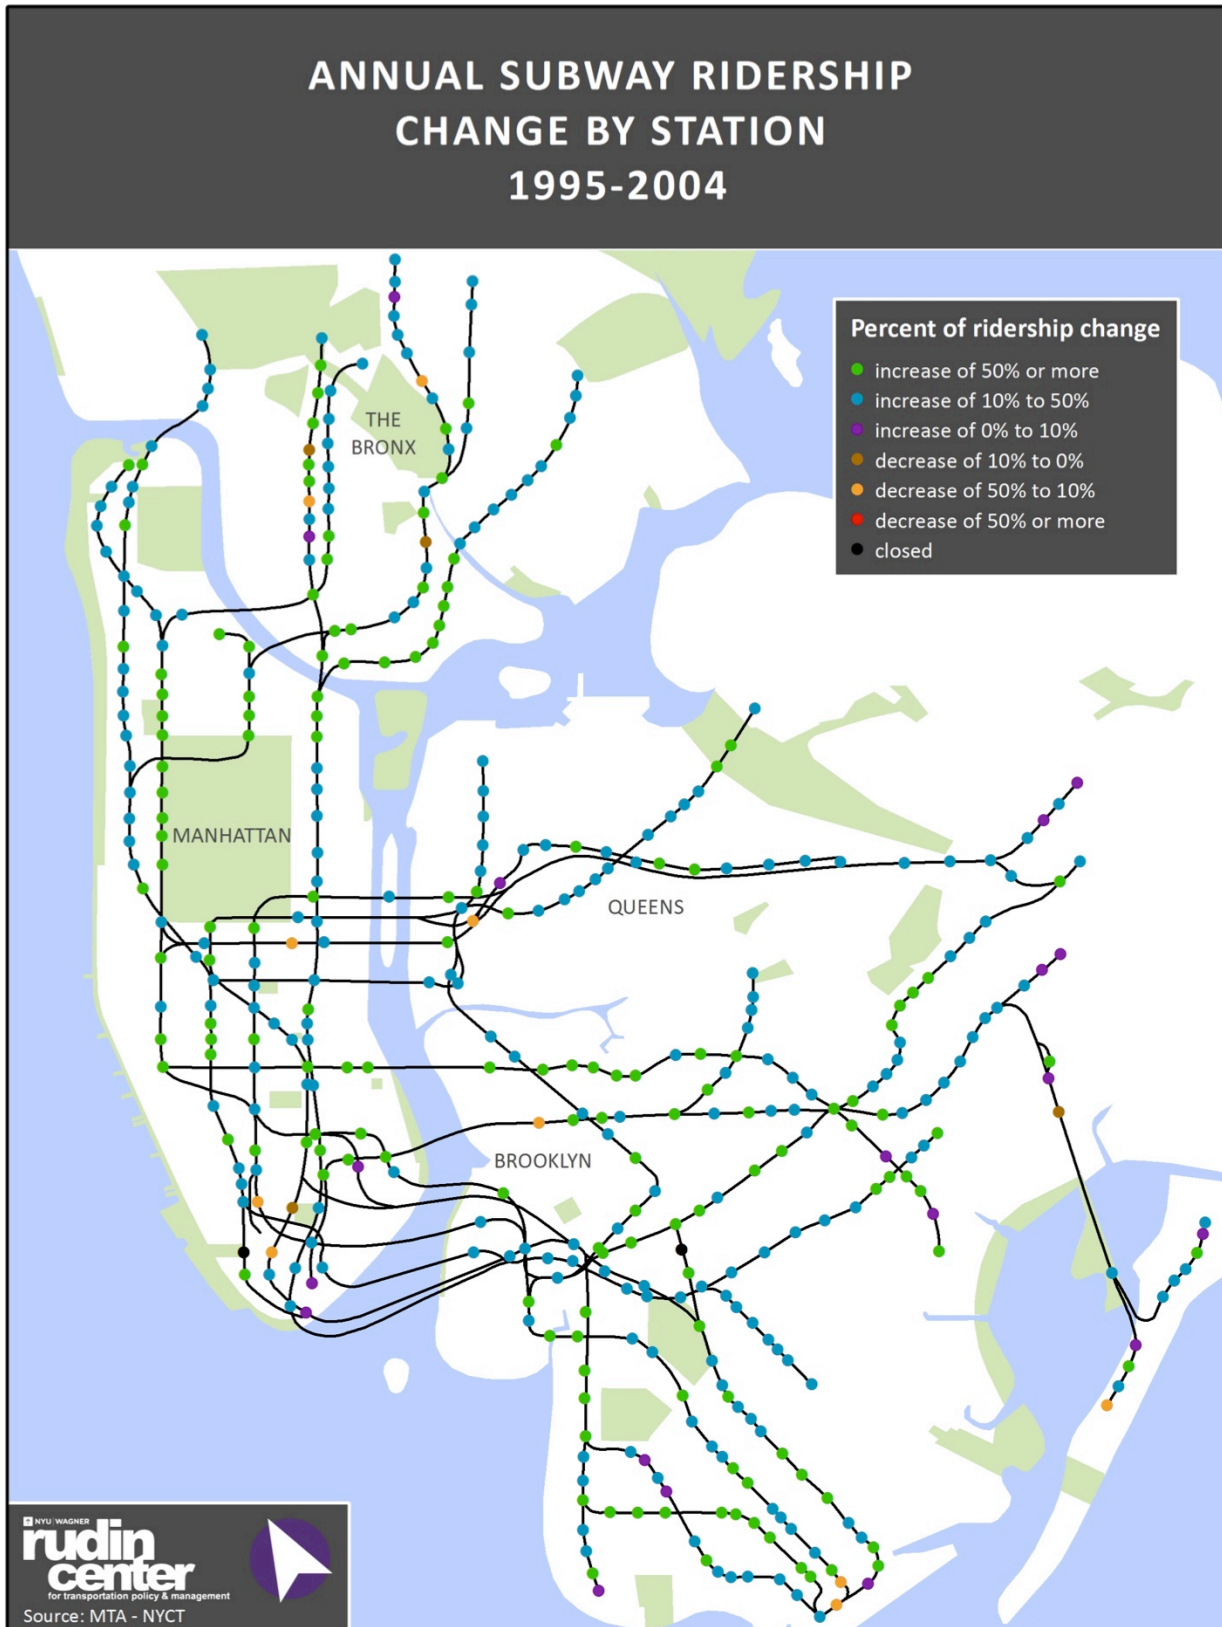 ANNUAL SUBWAY RIDERSHIP
CHANGE BY STATION
1995-2004
Percent of ridership change
increase of 50% or more
increase of 10% to 50%
increase of 0% to 10%
decrease of 10% to 0%
decrease of 50% to 10%
decrease of 50% or more
closed
THE
BRONX
MANHATTAN
QUEENS
BROOKLYN
NYU WAGNER
rudin
center
for transportation policy & management
Source: MTA - NYCT